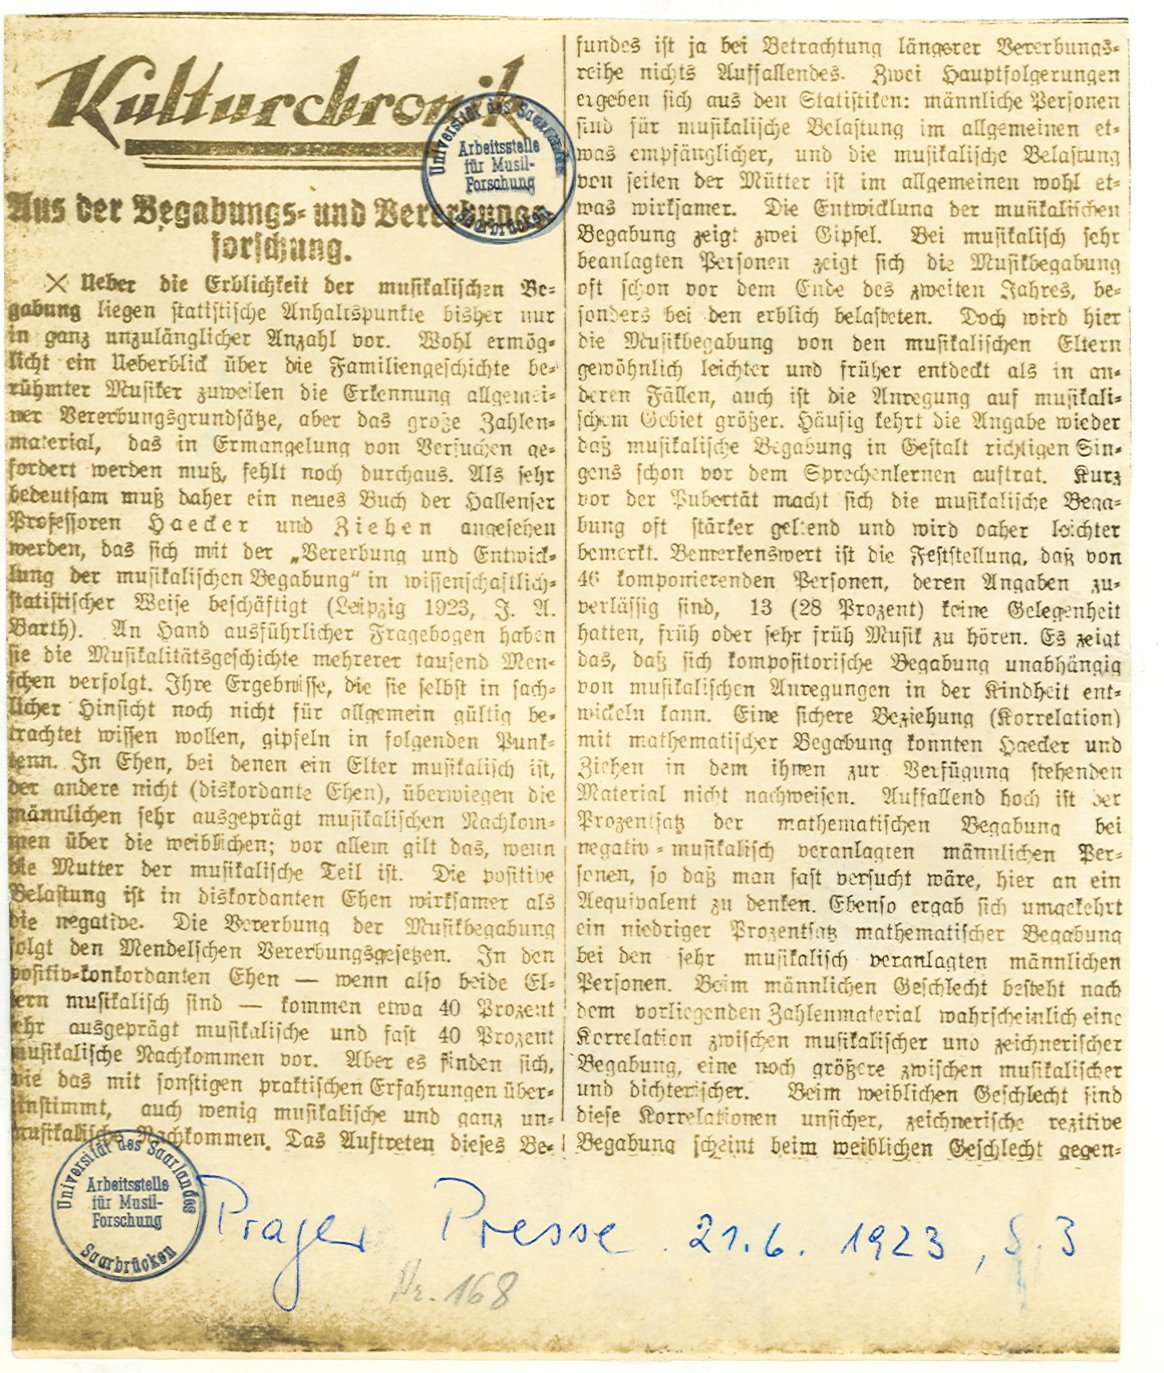 Kulturchronik
Aus der Begabungs- und Vererbungs-
forschung.
Ueber die Erblichkeit der musikalischen Be-
gabung liegen statistische Anhaltspunkte bisher nur
in ganz unzulänglicher Anzahl vor. Wohl ermög-
licht ein Ueberblick über die Familiengeschichte be-
rühmter Musiker zuweilen die Erkennung allgemei-
ner Vererbungsgrundsätze, aber das große Zahlen-
material, das in Ermangelung von Versuchen ge-
fordert werden muß, fehlt noch durchaus. Als sehr
bedeutsam muß daher ein neues Buch der Hallenser
Professoren Haecker und Ziehen angesehen
werden, das sich mit der „Vererbung und Entwick-
lung der musikalischen Begabung“ in wissenschaftlich-
statistischer Weise beschäftigt (Leipzig 1923, J. A.
Barth). An Hand ausführlicher Fragebogen haben
sie die Musikalitätsgeschichte mehrerer tausend Men-
schen verfolgt. Ihre Ergebnisse, die sie selbst in sach-
licher Hinsicht noch nicht für allgemein gültig be-
trachtet wissen wollen, gipfeln in folgenden Punk-
tenn. In Ehen, bei denen ein Elter musikalisch ist,
der andere nicht (diskordante Ehen), überwiegen die
männlichen sehr ausgeprägt musikalischen Nachkom-
men über die weiblichen; vor allem gilt das, wenn
die Mutter der musikalische Teil ist. Die positive
Belastung ist in diskordanten Ehen wirksamer als
die negative. Die Vererbung der Musikbegabung
folgt den Mendelschen Vererbungsgesetzen. In den
positiv-konkordanten Ehen — wenn also beide El-
tern musikalisch sind — kommen etwa 40 Prozent
sehr ausgeprägt musikalische und fast 40 Prozent
musikalische Nachkommen vor. Aber es finden sich,
wie das mit sonstigen praktischen Erfahrungen über-
einstimmt, auch wenig musikalische und ganz un-
musikalische Nachkommen. Das Auftreten dieses Be-
fundes ist ja bei Betrachtung längerer Vererbungs-
reihe nichts Auffallendes. Zwei Hauptfolgerungen
ergeben sich aus den Statistiken: männliche Personen
sind für musikalische Belastung im allgemeinen et-
was empfänglicher, und die musikalische Belastung
von seiten der Mütter ist im allgemeinen wohl et-
was wirksamer. Die Entwicklung der musikalischen
Begabung zeigt zwei Gipfel. Bei musikalisch sehr
beanlagten Personen zeigt sich die Musikbegabung
oft schon vor dem Ende des zweiten Jahres, be-
sonders bei den erblich belasteten. Doch wird hier
die Musikbegabung von den musikalischen Eltern
gewöhnlich leichter und früher entdeckt als in an-
deren Fällen, auch ist die Anregung auf musikali-
schem Gebiet größer. Häufig kehrt die Angabe wieder
daß musikalische Begabung in Gestalt richtigen Sin-
gens schon vor dem Sprechenlernen auftrat. Kurz
vor der Pubertät macht sich die musikalische Bega-
bung oft stärker geltend und wird daher leichter
bemerkt. Bemerkenswert ist die Feststellung, daß von
46 komponierenden Personen, deren Angaben zu-
verlässig sind, 13 (28 Prozent) keine Gelegenheit
hatten, früh oder sehr früh Musik zu hören. Es zeigt
das, daß sich kompositorische Begabung unabhängig
von musikalischen Anregungen in der Kindheit ent-
wickeln kann. Eine sichere Beziehung (Korrelation)
mit mathematischer Begabung konnten Haecker und
Ziehen in dem ihnen zur Verfügung stehenden
Material nicht nachweisen. Auffallend hoch ist der
Prozentsatz der mathematischen Begabung bei
negativ-musikalisch veranlagten männlichen Per-
sonen, so daß man fast versucht wäre, hier an ein
Aequivalent zu denken. Ebenso ergab sich umgekehrt
ein niedriger Prozentsatz mathematischer Begabung
bei den sehr musikalisch veranlagten männlichen
Personen. Beim männlichen Geschlecht besteht nach
dem vorliegenden Zahlenmaterial wahrscheinlich eine
Korrelation zwischen musikalischer und zeichnerischer
Begabung, eine noch größere zwischen musikalischer
und dichterischer. Beim weiblichen Geschlecht sind
diese Korrelationen unsicher, zeichnerische rezitive
Begabung scheint beim weiblichen Geschlecht gegen-
Universität des Saarlandes
Arbeitsstelle
für Musil-
Forschung
Saarbrücken
Universität des Saarlandes
Arbeitsstelle
für Musil-
Forschung
Saarbrücken
Prager Presse. 21.6. 1923, S. 3
Nr. 168